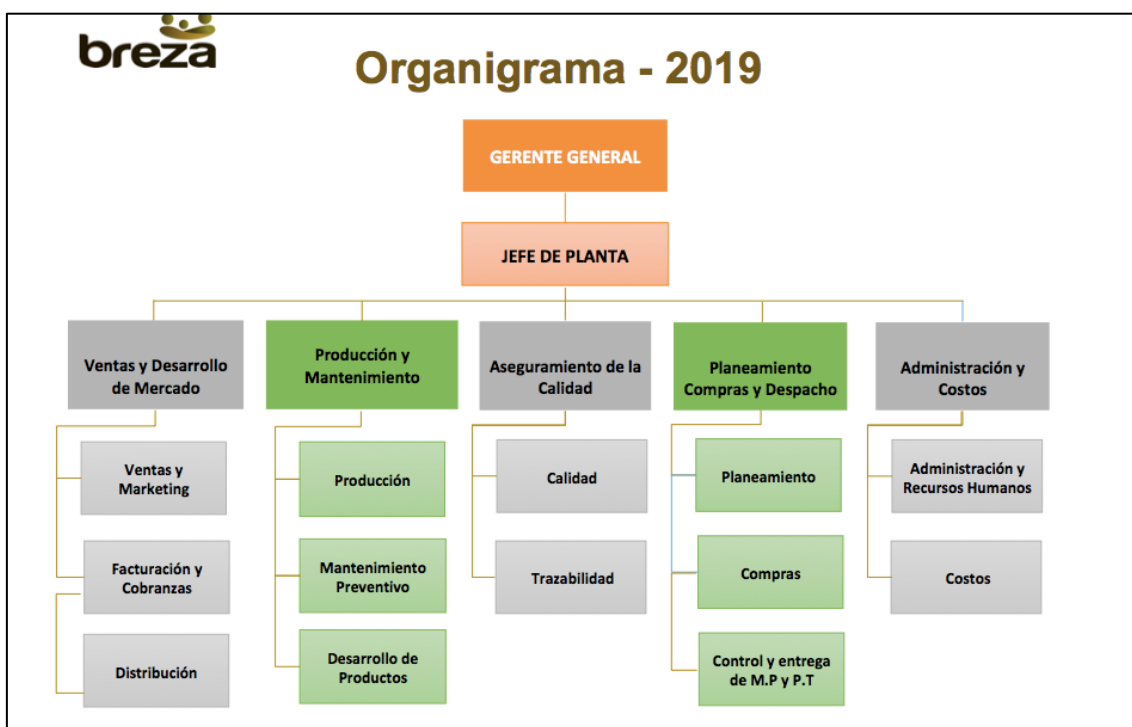 breza
Organigrama - 2019
GERENTE GENERAL
JEFE DE PLANTA
Ventas y Desarrollo
de Mercado
Producción y
Mantenimiento
Aseguramiento de la
Calidad
Planeamiento
Compras y Despacho
Administración y
Costos
Ventas y
Marketing
Facturación y
Cobranzas
Distribución
Producción
Mantenimiento
Preventivo
Desarrollo de
Productos
Calidad
Trazabilidad
Planeamiento
Compras
Control y entrega
de M.P y P.T
Administración y
Recursos Humanos
Costos